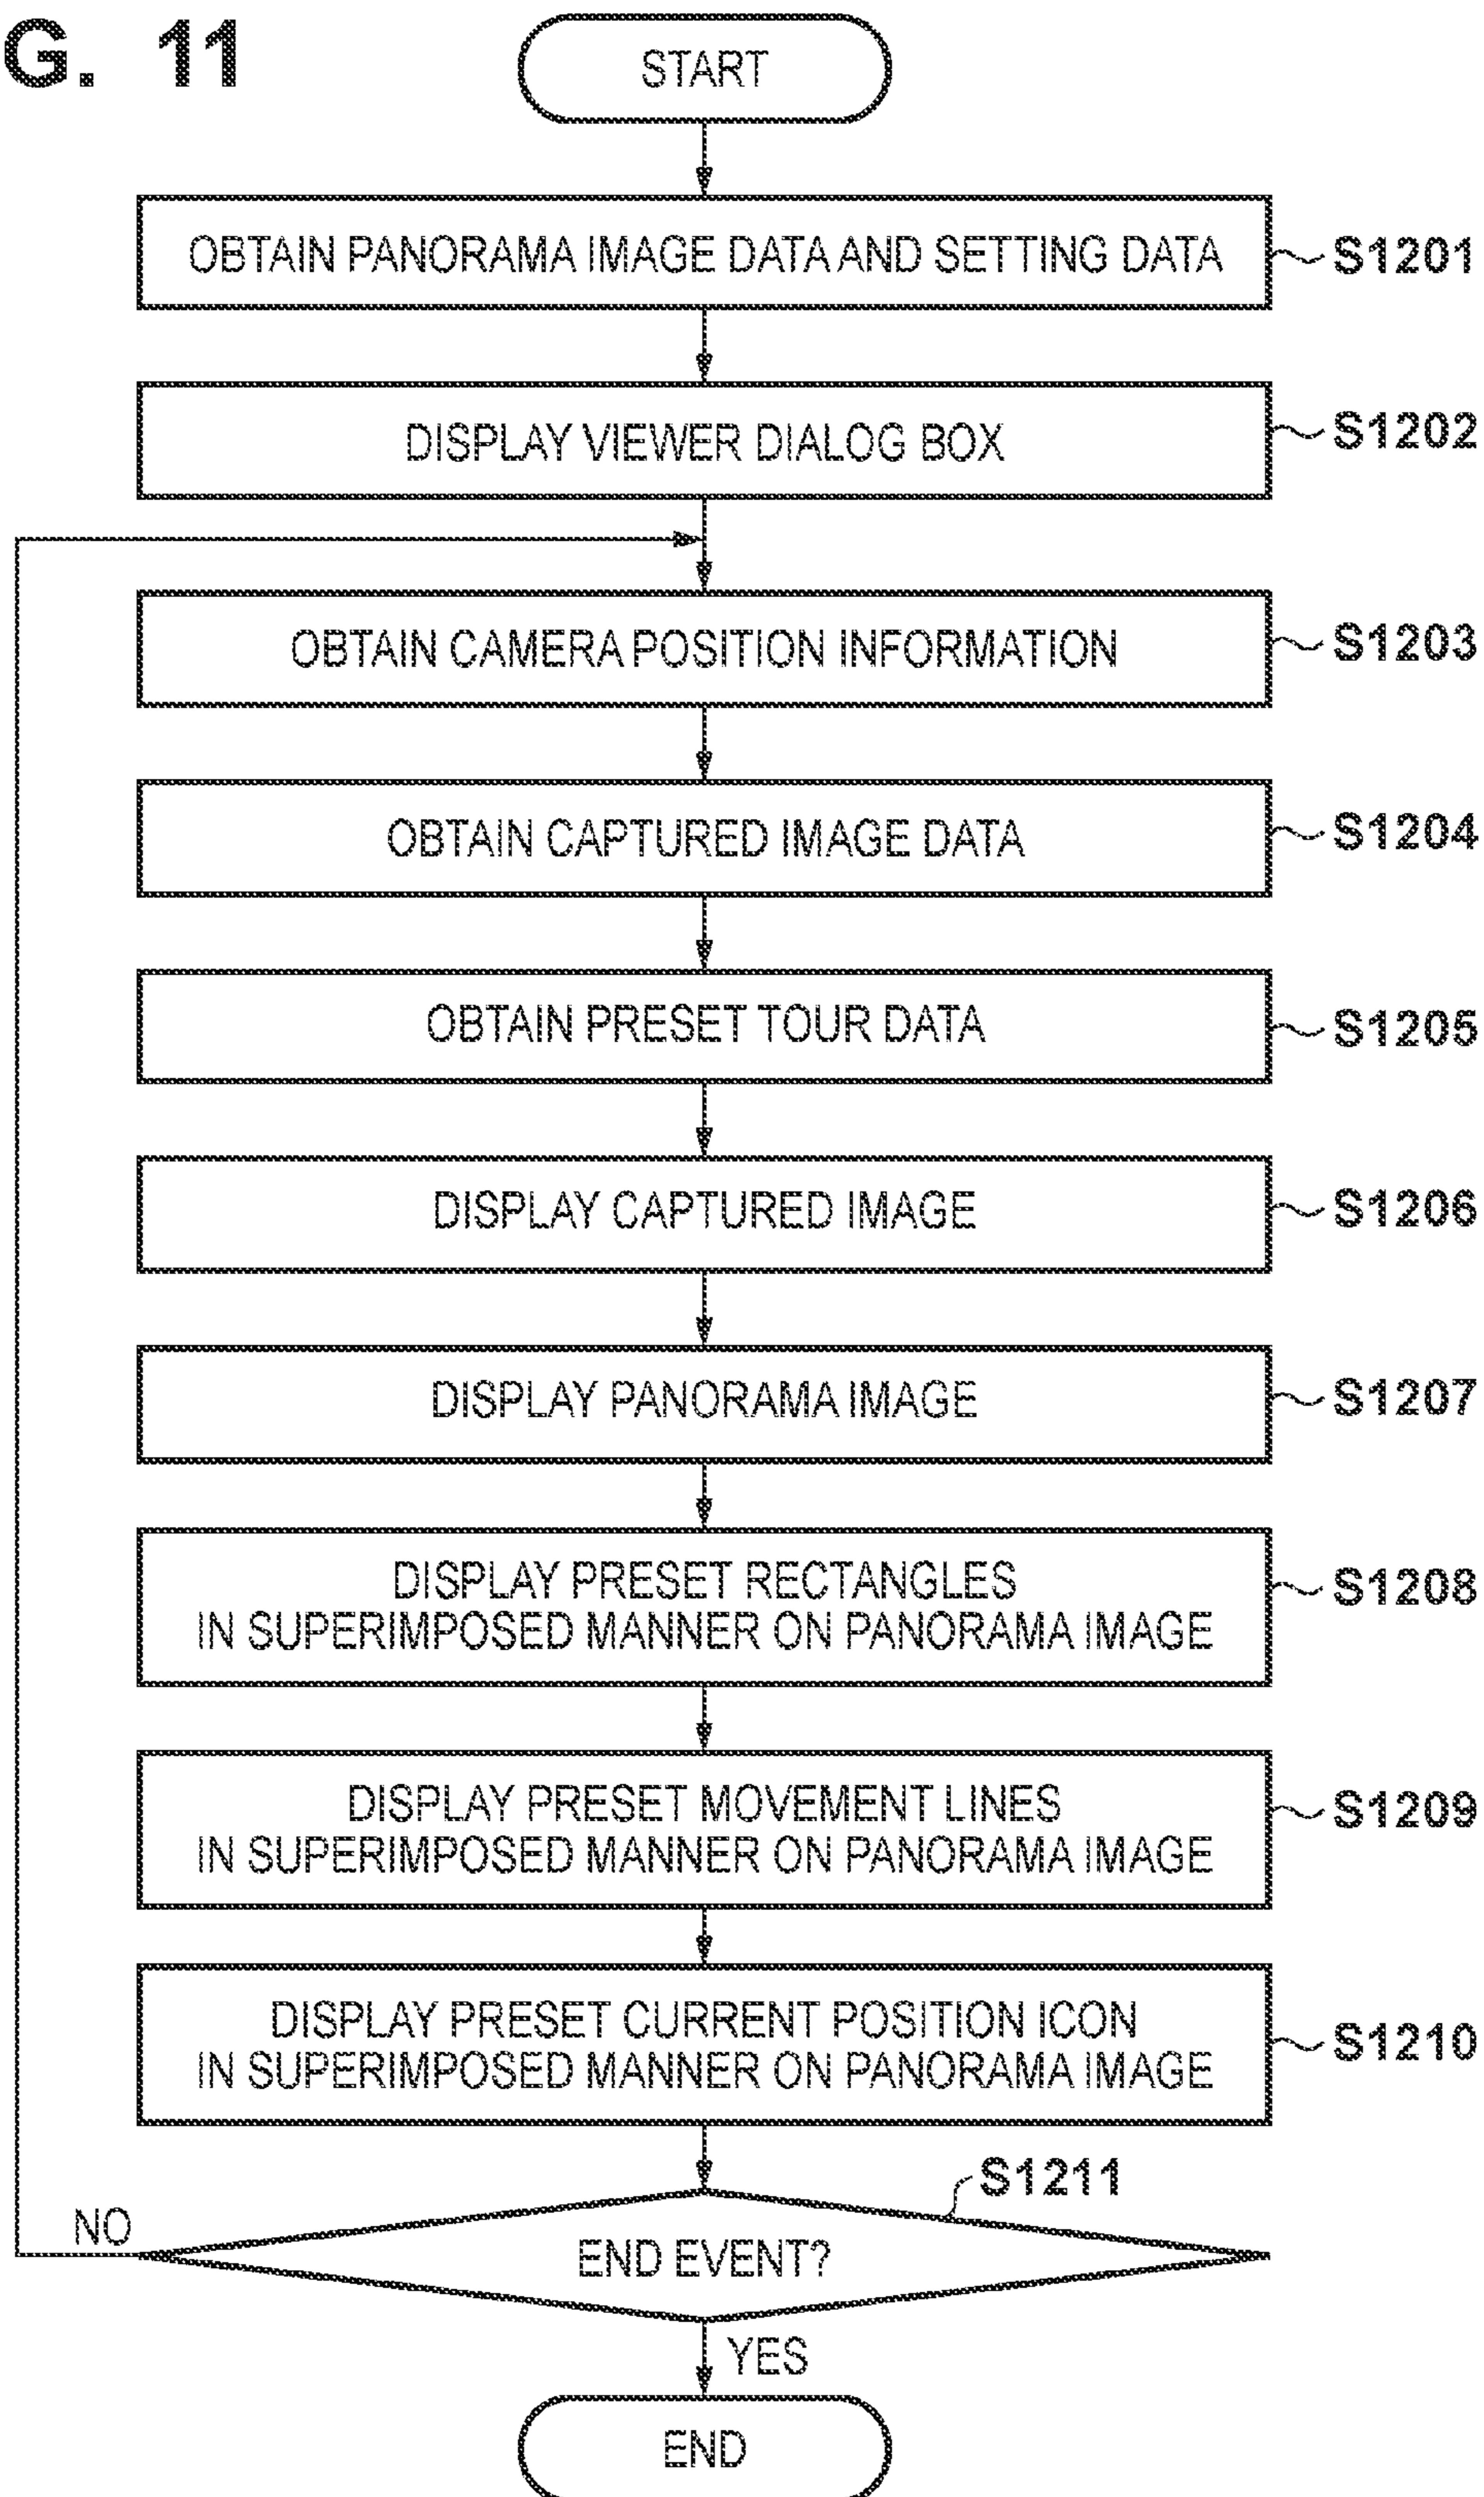 G. 11
START
OBTAIN PANORAMA IMAGE DATA AND SETTING DATA
S1201
DISPLAY VIEWER DIALOG BOX
S1202
OBTAIN CAMERA POSITION INFORMATION
S1203
OBTAIN CAPTURED IMAGE DATA
S1204
OBTAIN PRESET TOUR DATA
S1205
DISPLAY CAPTURED IMAGE
S1206
DISPLAY PANORAMA IMAGE
S1207
DISPLAY PRESET RECTANGLES
IN SUPERIMPOSED MANNER ON PANORAMA IMAGE
S1208
DISPLAY PRESET MOVEMENT LINES
IN SUPERIMPOSED MANNER ON PANORAMA IMAGE
S1209
DISPLAY PRESET CURRENT POSITION ICON
IN SUPERIMPOSED MANNER ON PANORAMA IMAGE
S1210
S1211
NO
END EVENT?
YES
END